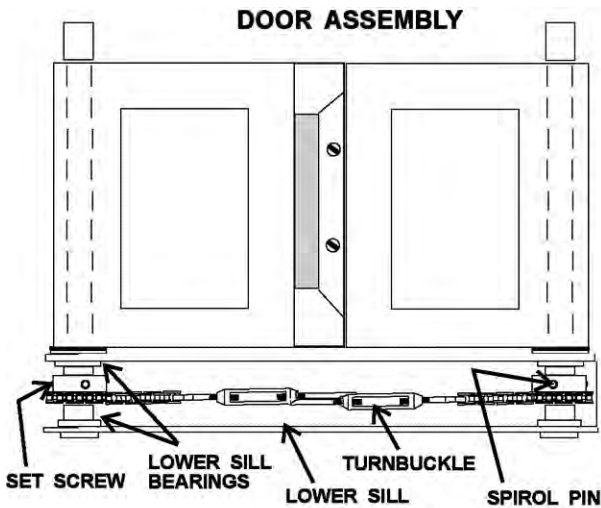 DOOR ASSEMBLY
SET SCREW
LOWER SILL
BEARINGS
LOWER SILL
TURNBUCKLE
SPIROL PIN